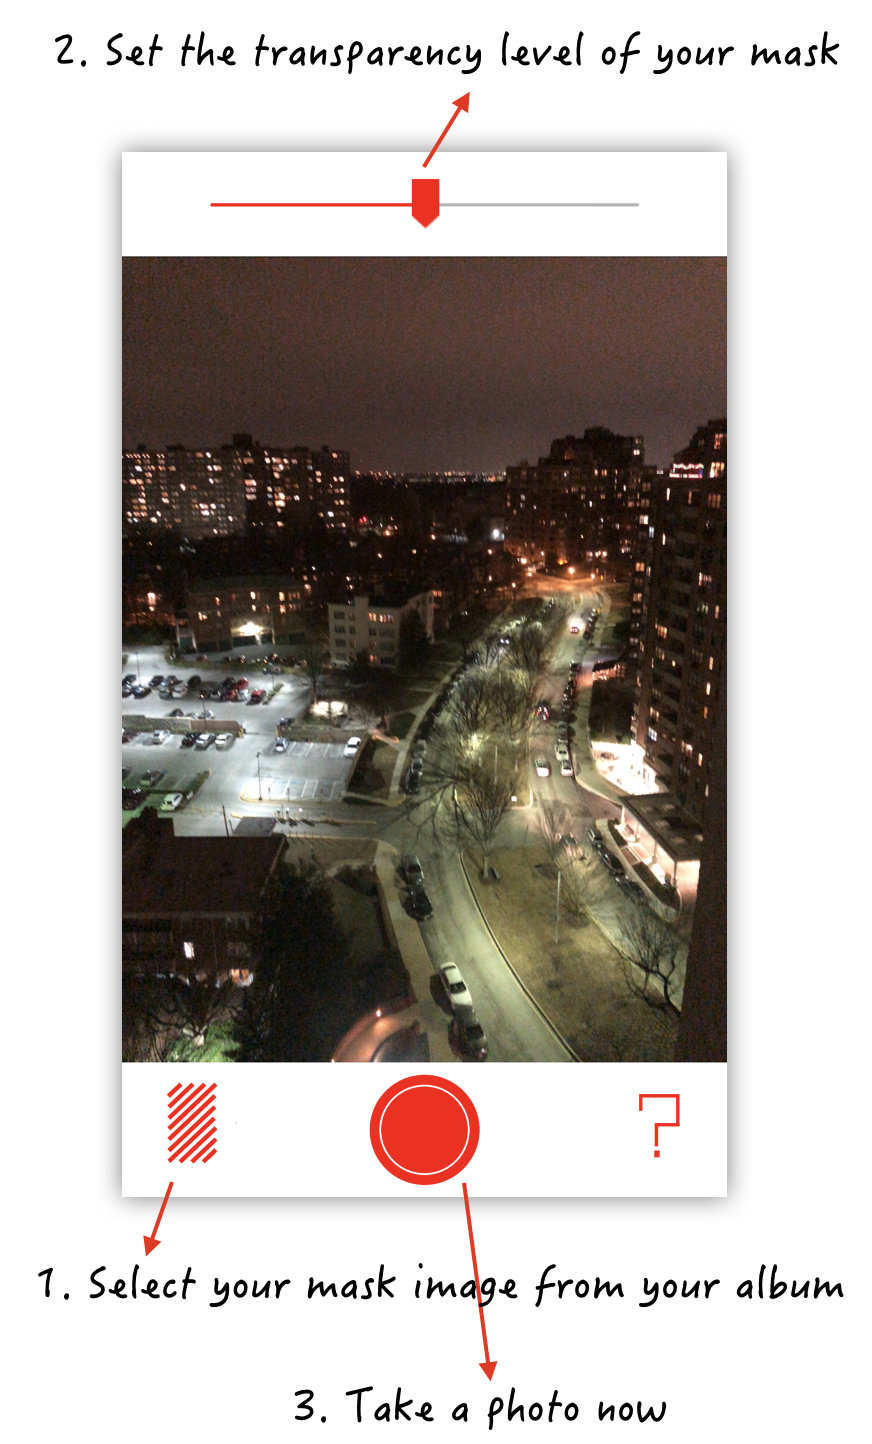 2. Set the transparency level of your mask
?
1. Select your mask image from your album
3. Take a photo now